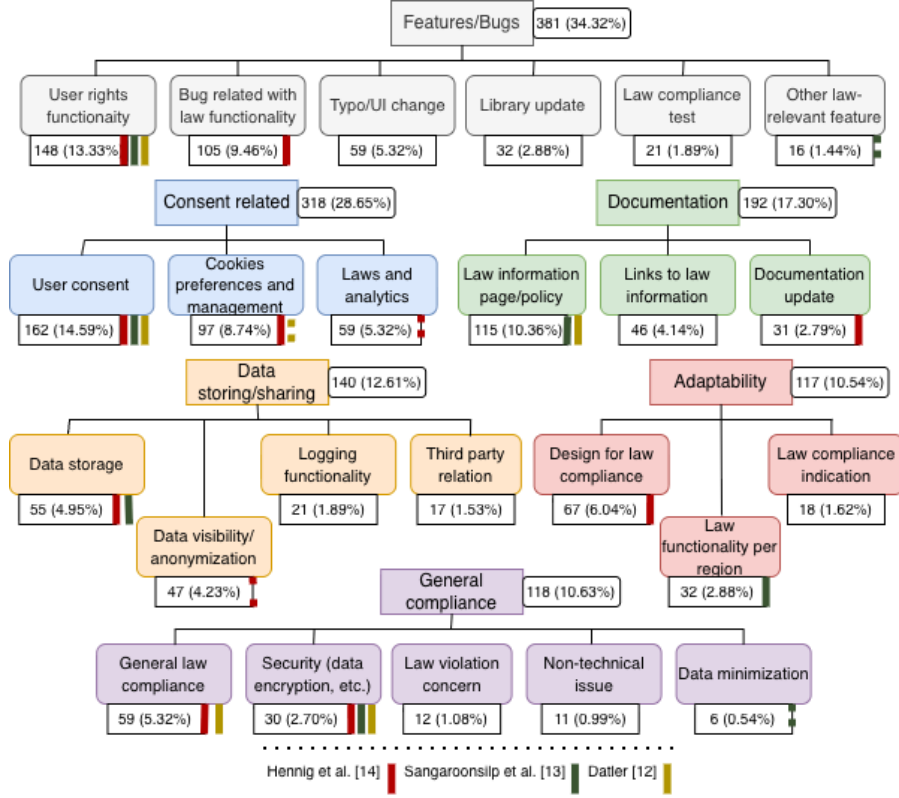 Features/Bugs
381 (34.32%)
User rights
functionaity
148 (13.33%)
Bug related with
law functionality
105 (9.46%)
Typo/UI change
59 (5.32%)
Library update
32 (2.88%)
Law compliance
test
21 (1.89%)
Other law-
relevant feature
16 (1.44%)
Consent related
318 (28.65%)
Documentation
192 (17.30%)
User consent
162 (14.59%)
Cookies
preferences and
management
97 (8.74%)
Laws and
analytics
59 (5.32%)
Law information
page/policy
115 (10.36%)
Links to law
information
46 (4.14%)
Documentation
update
31 (2.79%)
Data
storing/sharing
140 (12.61%)
Adaptability
117 (10.54%)
Data storage
55 (4.95%)
Data visibility/
anonymization
47 (4.23%)
Logging
functionality
21 (1.89%)
Third party
relation
17 (1.53%)
Design for law
compliance
67 (6.04%)
Law
functionality per
region
32 (2.88%)
Law compliance
indication
18 (1.62%)
General
compliance
118 (10.63%)
General law
compliance
59 (5.32%)
Security (data
encryption, etc.)
30 (2.70%)
Law violation
concern
12 (1.08%)
Non-technical
issue
11 (0.99%)
Data minimization
6 (0.54%)
Hennig et al. [14]
Sangaroonsilp et al. [13]
Datler [12]